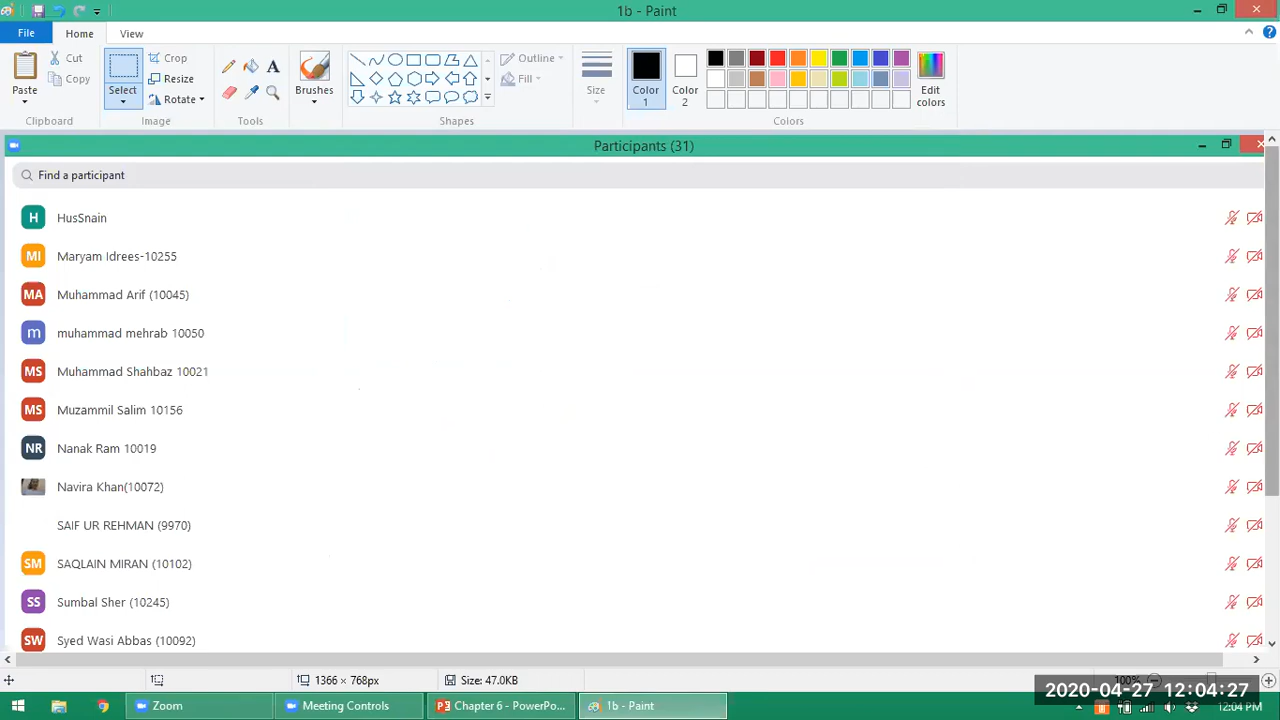 1b - Paint
File Home View
Cut
Copy
Paste
Clipboard
Crop
Resize
Rotate
Select
Image
A
Tools
Brushes
Outline
Fill
Shapes
Size
Color 1
Color 2
Edit colors
Colors
Participants (31)
Find a participant
H HusSnain
MI Maryam Idrees-10255
MA Muhammad Arif (10045)
m muhammad mehrab 10050
MS Muhammad Shahbaz 10021
MS Muzammil Salim 10156
NR Nanak Ram 10019
Navira Khan(10072)
SAIF UR REHMAN (9970)
SM SAQLAIN MIRAN (10102)
SS Sumbal Sher (10245)
SW Syed Wasi Abbas (10092)
1366 × 768px Size: 47.0KB 100%
2020-04-27 12:04:27
Zoom Meeting Controls Chapter 6 - PowerPo... 1b - Paint 12:04 PM